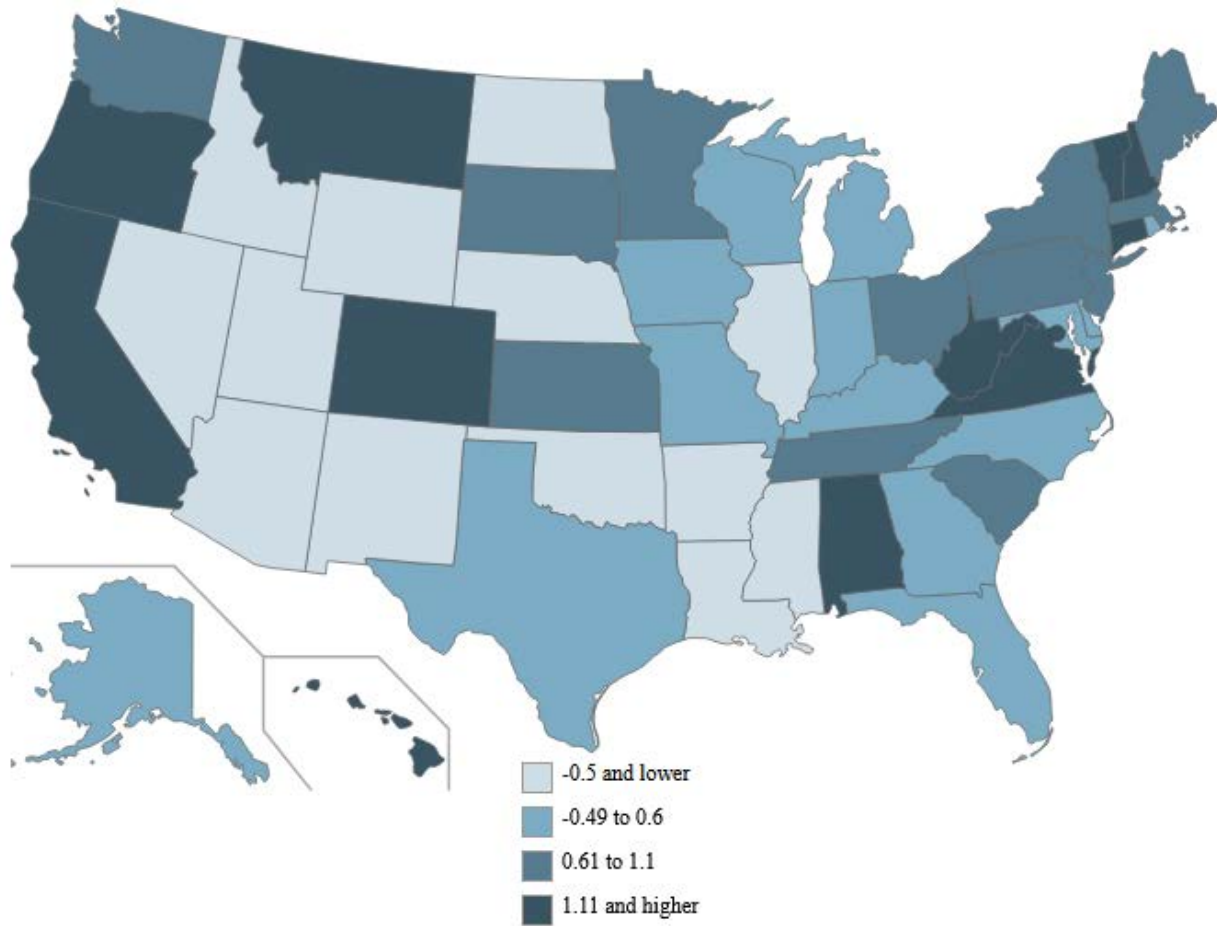 -0.5 and lower
-0.49 to 0.6
0.61 to 1.1
1.11 and higher